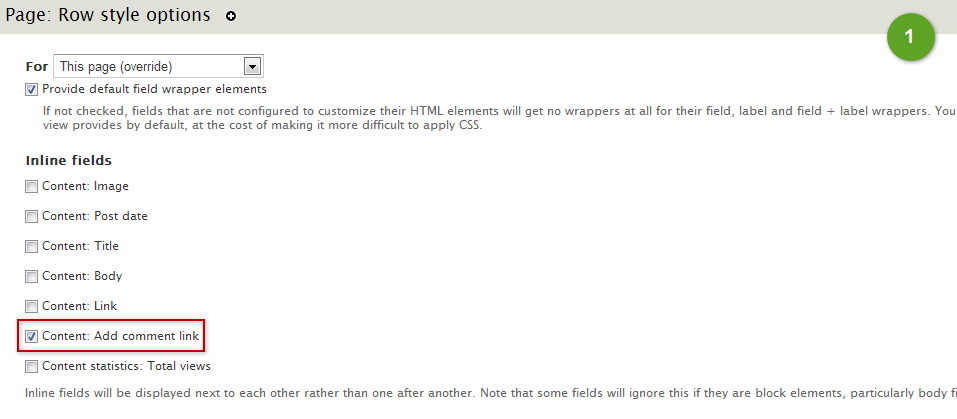 Page: Row style options
1
For This page (override)
Provide default field wrapper elements
If not checked, fields that are not configured to customize their HTML elements will get no wrappers at all for their field, label and field + label wrappers. You
view provides by default, at the cost of making it more difficult to apply CSS.
Inline fields
Content: Image
Content: Post date
Content: Title
Content: Body
Content: Link
Content: Add comment link
Content statistics: Total views
Inline fields will be displayed next to each other rather than one after another. Note that some fields will ignore this if they are block elements, particularly body fi